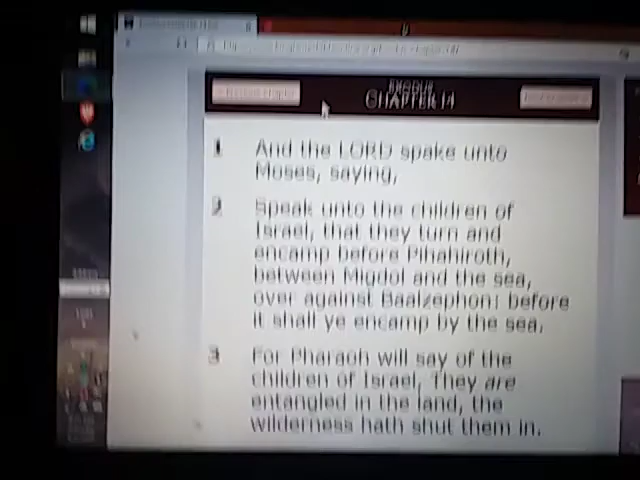 EXODUS
CHAPTER 14
1 And the LORD spake unto
Moses, saying,
2 Speak unto the children of
Israel, that they turn and
encamp before Pihahiroth,
between Migdol and the sea,
over against Baalzephon: before
it shall ye encamp by the sea.
3 For Pharaoh will say of the
children of Israel, They are
entangled in the land, the
wilderness hath shut them in.